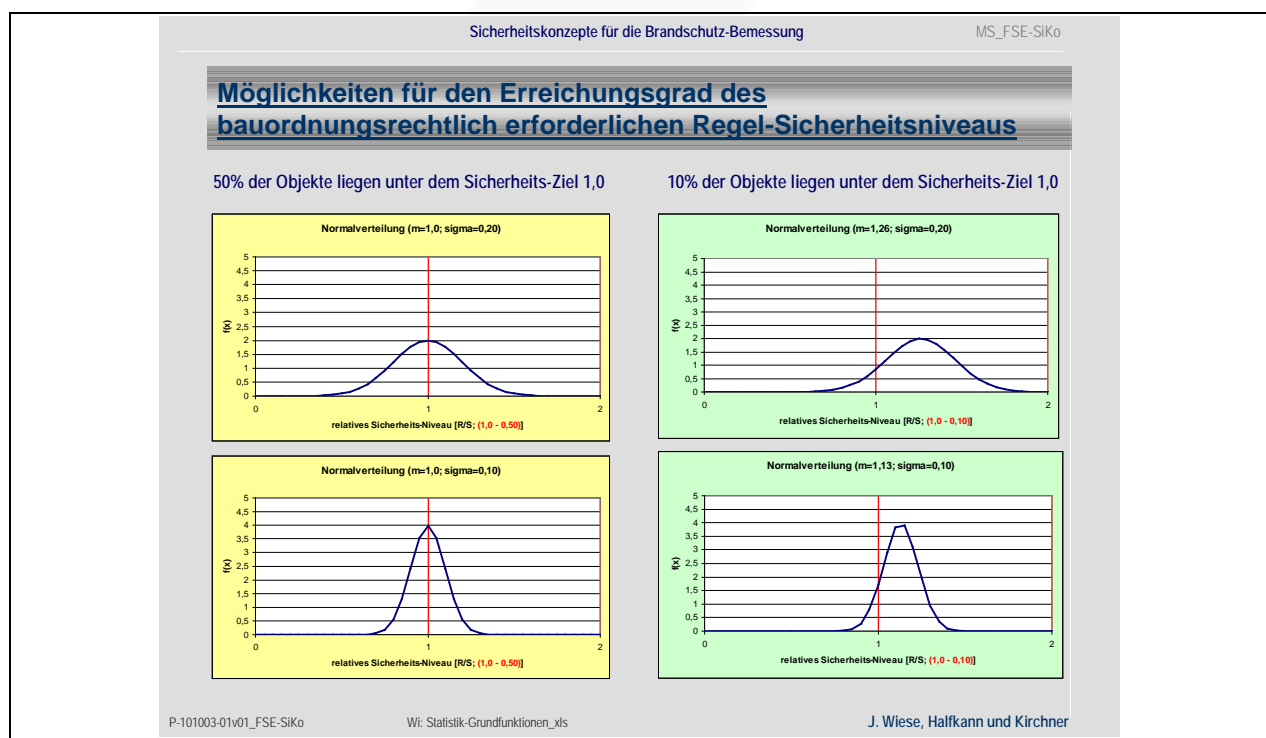 Sicherheitskonzepte für die Brandschutz-Bemessung
MS_FSE-SiKo
Möglichkeiten für den Erreichungsgrad des
bauordnungsrechtlich erforderlichen Regel-Sicherheitsniveaus
50% der Objekte liegen unter dem Sicherheits-Ziel 1,0
10% der Objekte liegen unter dem Sicherheits-Ziel 1,0
Normalverteilung (m=1,0; sigma=0,20)
5
4,5
4
3,5
3
2,5
2
1,5
1
0,5
0
f(x)
0 1 2
relatives Sicherheits-Niveau [R/S; (1,0 - 0,50)]
Normalverteilung (m=1,26; sigma=0,20)
5
4,5
4
3,5
3
2,5
2
1,5
1
0,5
0
f(x)
0 1 2
relatives Sicherheits-Niveau [R/S; (1,0 - 0,10)]
Normalverteilung (m=1,0; sigma=0,10)
5
4,5
4
3,5
3
2,5
2
1,5
1
0,5
0
f(x)
0 1 2
relatives Sicherheits-Niveau [R/S; (1,0 - 0,50)]
Normalverteilung (m=1,13; sigma=0,10)
5
4,5
4
3,5
3
2,5
2
1,5
1
0,5
0
f(x)
0 1 2
relatives Sicherheits-Niveau [R/S; (1,0 - 0,10)]
P-101003-01v01_FSE-SiKo
Wi: Statistik-Grundfunktionen_xls
J. Wiese, Halfkann und Kirchner